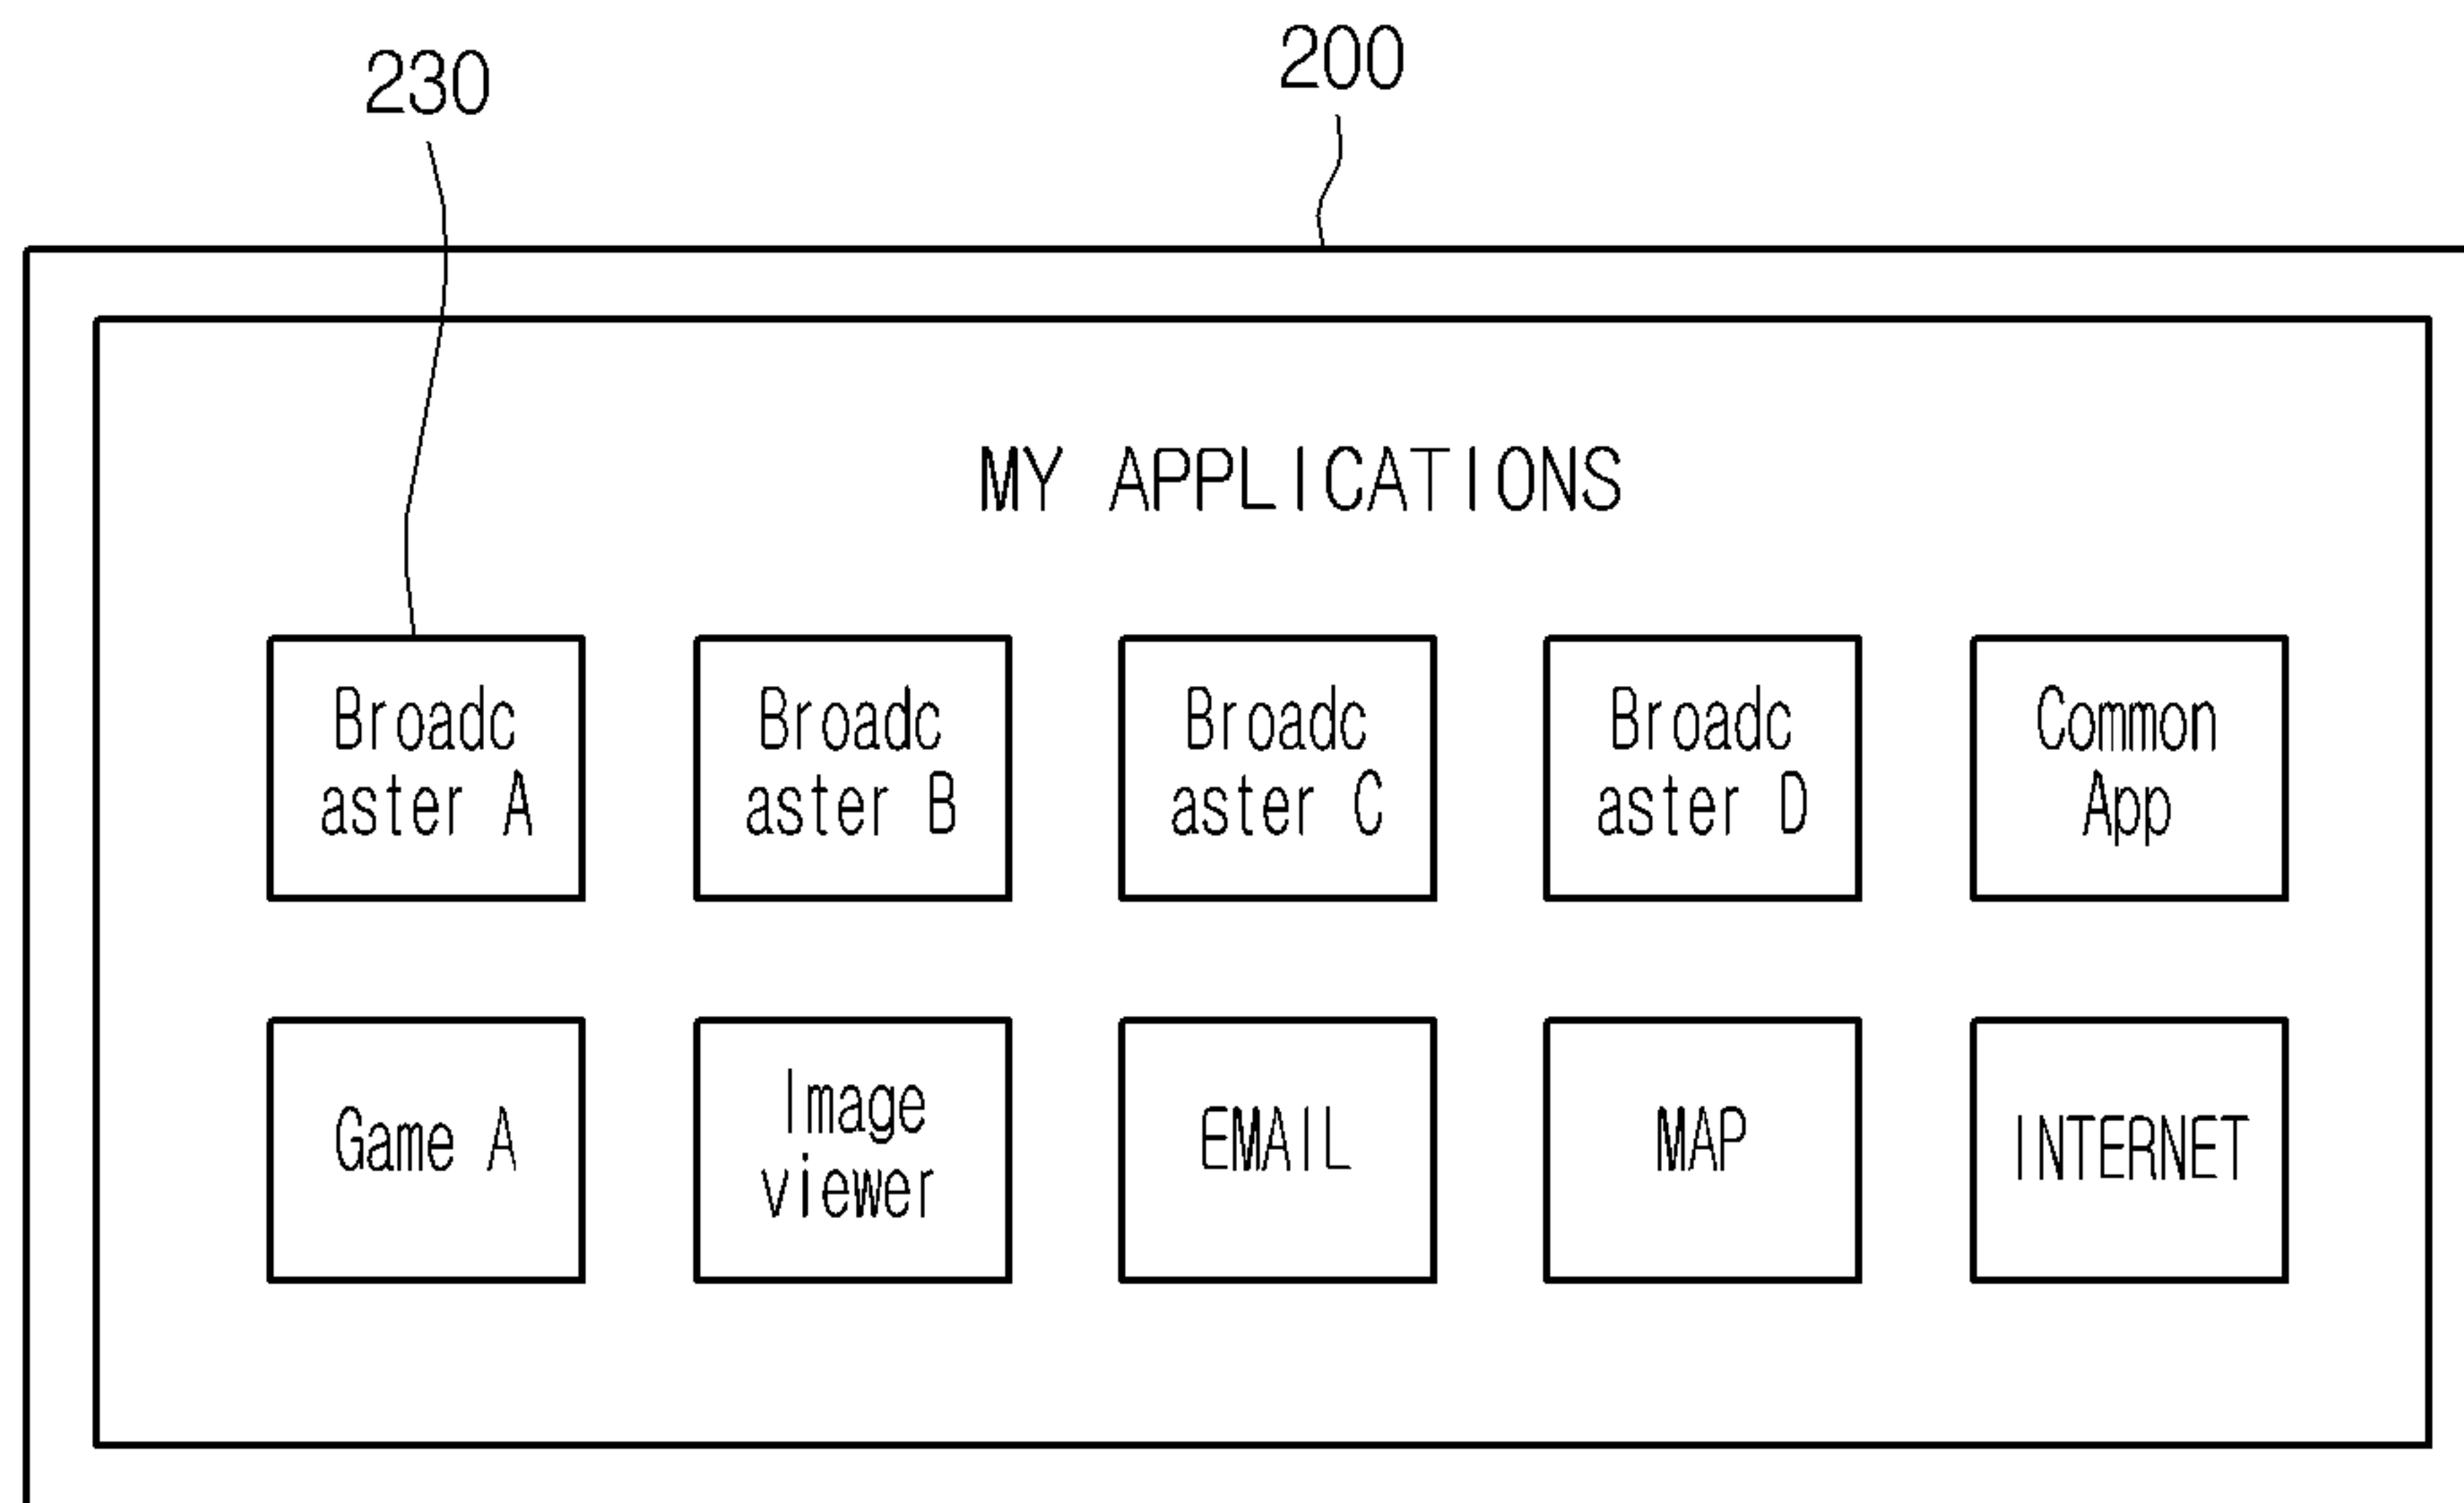 230
200
MY APPLICATIONS
Broadc
aster A
Broadc
aster B
Broadc
aster C
Broadc
aster D
Common
App
Game A
Image
viewer
EMAIL
MAP
INTERNET